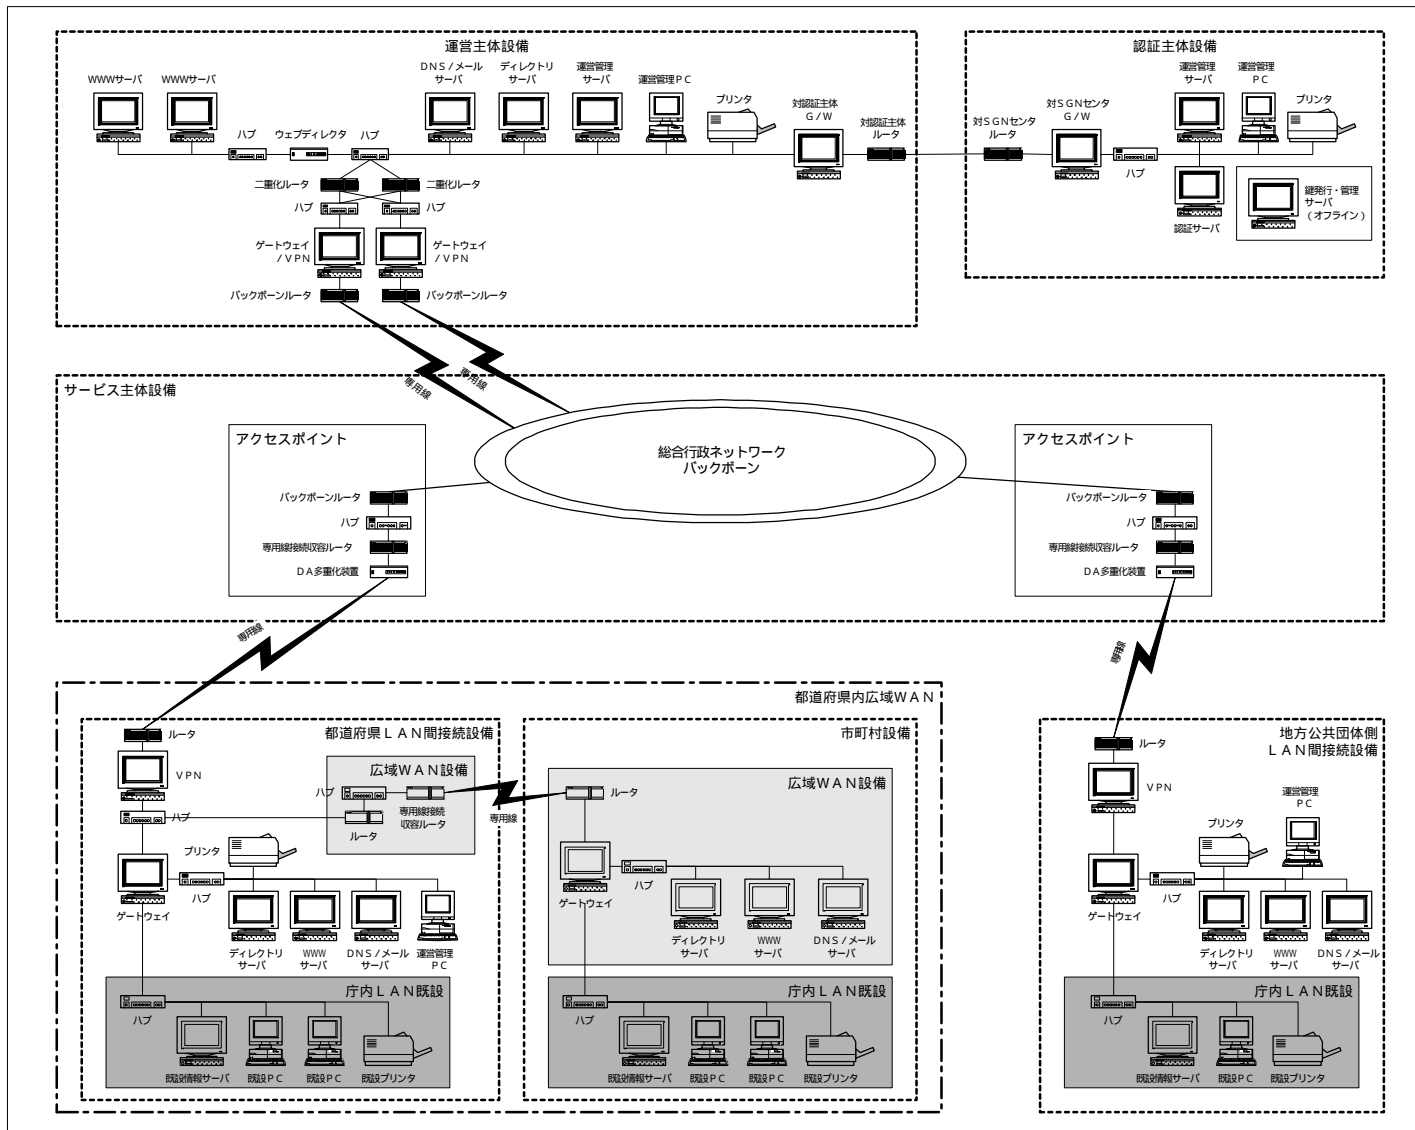 運営主体設備
WWWサーバ
WWWサーバ
DNS/メール
サーバ
ディレクトリ
サーバ
運営管理
サーバ
運営管理PC
プリンタ
対認証主体
G/W
対認証主体
ルータ
ハブ
ウェブディレクタ
ハブ
二重化ルータ
二重化ルータ
ハブ
ハブ
ゲートウェイ
/VPN
ゲートウェイ
/VPN
バックボーンルータ
バックボーンルータ
認証主体設備
対SGNセンタ
ルータ
対SGNセンタ
G/W
運営管理
サーバ
運営管理
PC
プリンタ
ハブ
認証サーバ
鍵発行・管理
サーバ
(オフライン)
専用線
専用線
サービス主体設備
総合行政ネットワーク
バックボーン
アクセスポイント
バックボーンルータ
ハブ
専用線接続収容ルータ
DA多重化装置
アクセスポイント
バックボーンルータ
ハブ
専用線接続収容ルータ
DA多重化装置
専用線
専用線
都道府県内広域WAN
都道府県LAN間接続設備
ルータ
VPN
ハブ
広域WAN設備
ハブ
専用線接続
収容ルータ
ルータ
専用線
プリンタ
ゲートウェイ
ハブ
ディレクトリ
サーバ
WWW
サーバ
DNS/メール
サーバ
運営管理
PC
庁内LAN既設
ハブ
既設情報サーバ
既設PC
既設PC
既設プリンタ
市町村設備
広域WAN設備
ルータ
ゲートウェイ
ハブ
ディレクトリ
サーバ
WWW
サーバ
DNS/メール
サーバ
庁内LAN既設
ハブ
既設情報サーバ
既設PC
既設PC
既設プリンタ
地方公共団体側
LAN間接続設備
ルータ
VPN
運営管理
PC
プリンタ
ゲートウェイ
ハブ
ディレクトリ
サーバ
WWW
サーバ
DNS/メール
サーバ
庁内LAN既設
ハブ
既設情報サーバ
既設PC
既設プリンタ